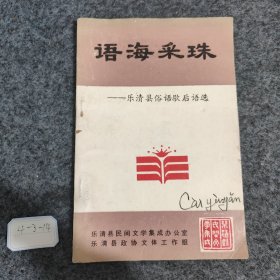 语海采珠
——乐清县俗语歇后语选
Cai yingǎn
乐清县民间文学集成办公室
乐清县政协文体工作组
4-3-14